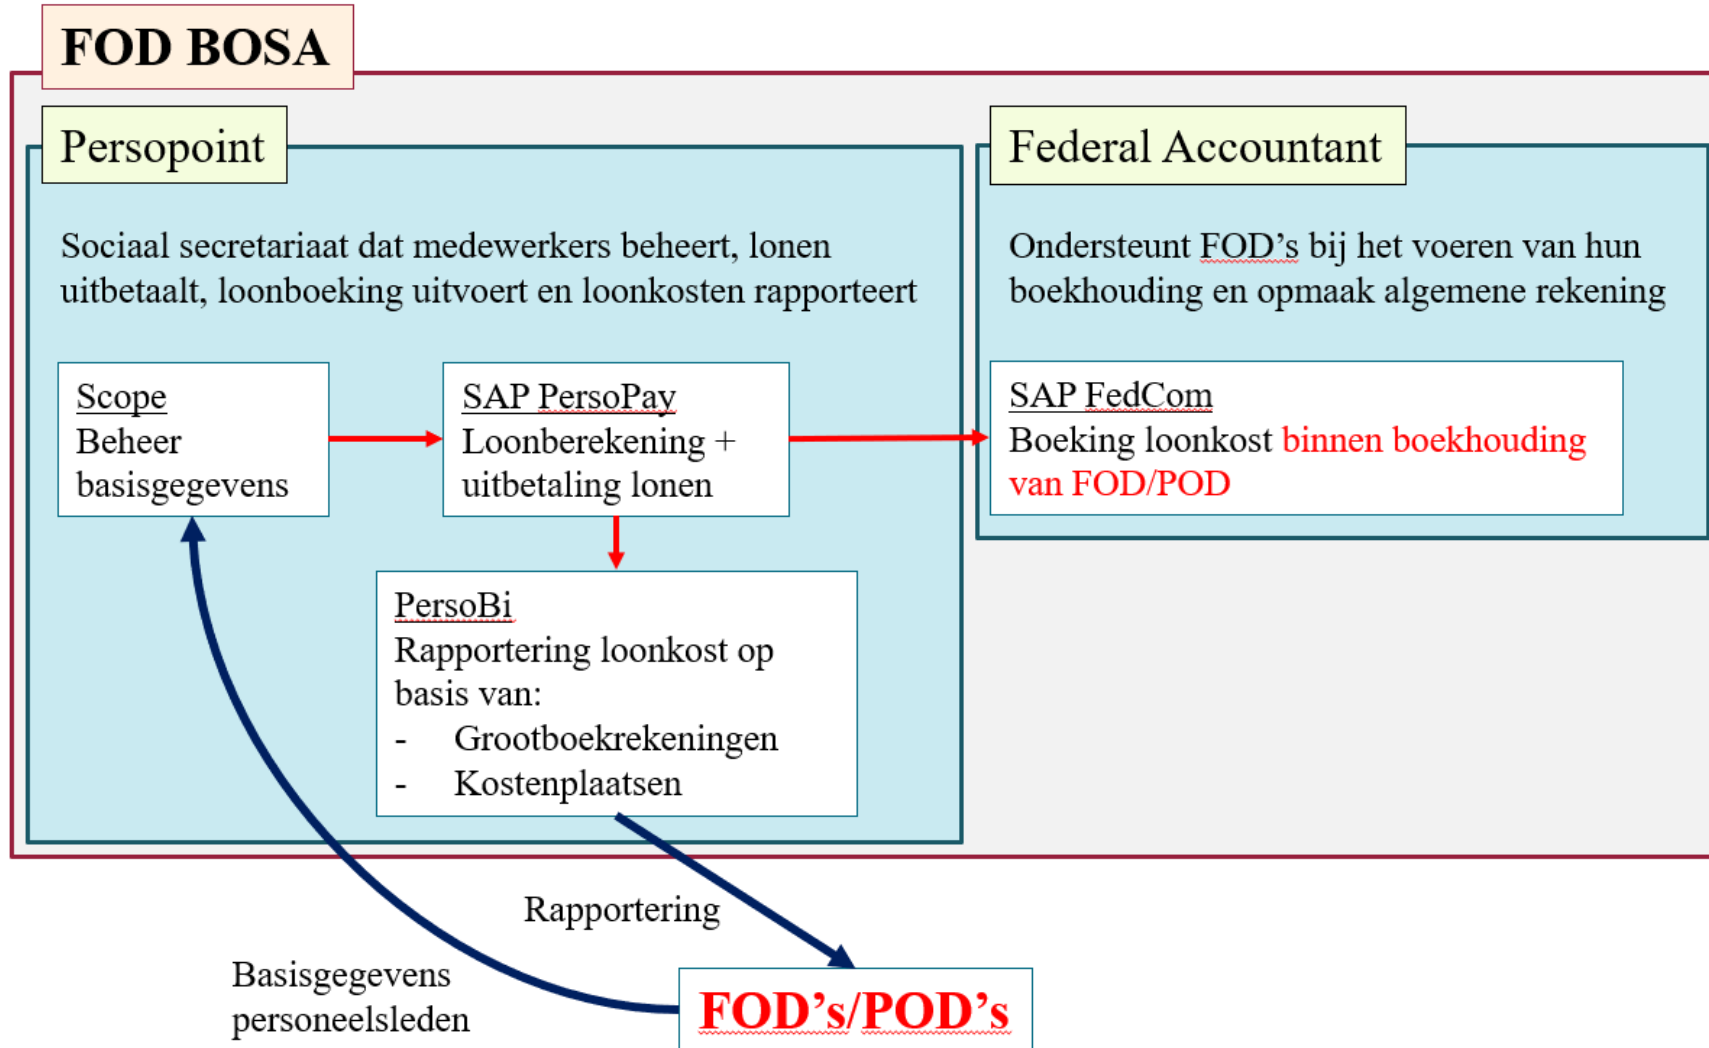 FOD BOSA
Persopoint
Sociaal secretariaat dat medewerkers beheert, lonen
uitbetaalt, loonboeking uitvoert en loonkosten rapporteert
Scope
Beheer
basisgegevens
SAP PersoPay
Loonberekening +
uitbetaling lonen
PersoBi
Rapportering loonkost op
basis van:
- Grootboekrekeningen
- Kostenplaatsen
Federal Accountant
Ondersteunt FOD’s bij het voeren van hun
boekhouding en opmaak algemene rekening
SAP FedCom
Boeking loonkost binnen boekhouding
van FOD/POD
Rapportering
Basisgegevens
personeelsleden
FOD’s/POD’s